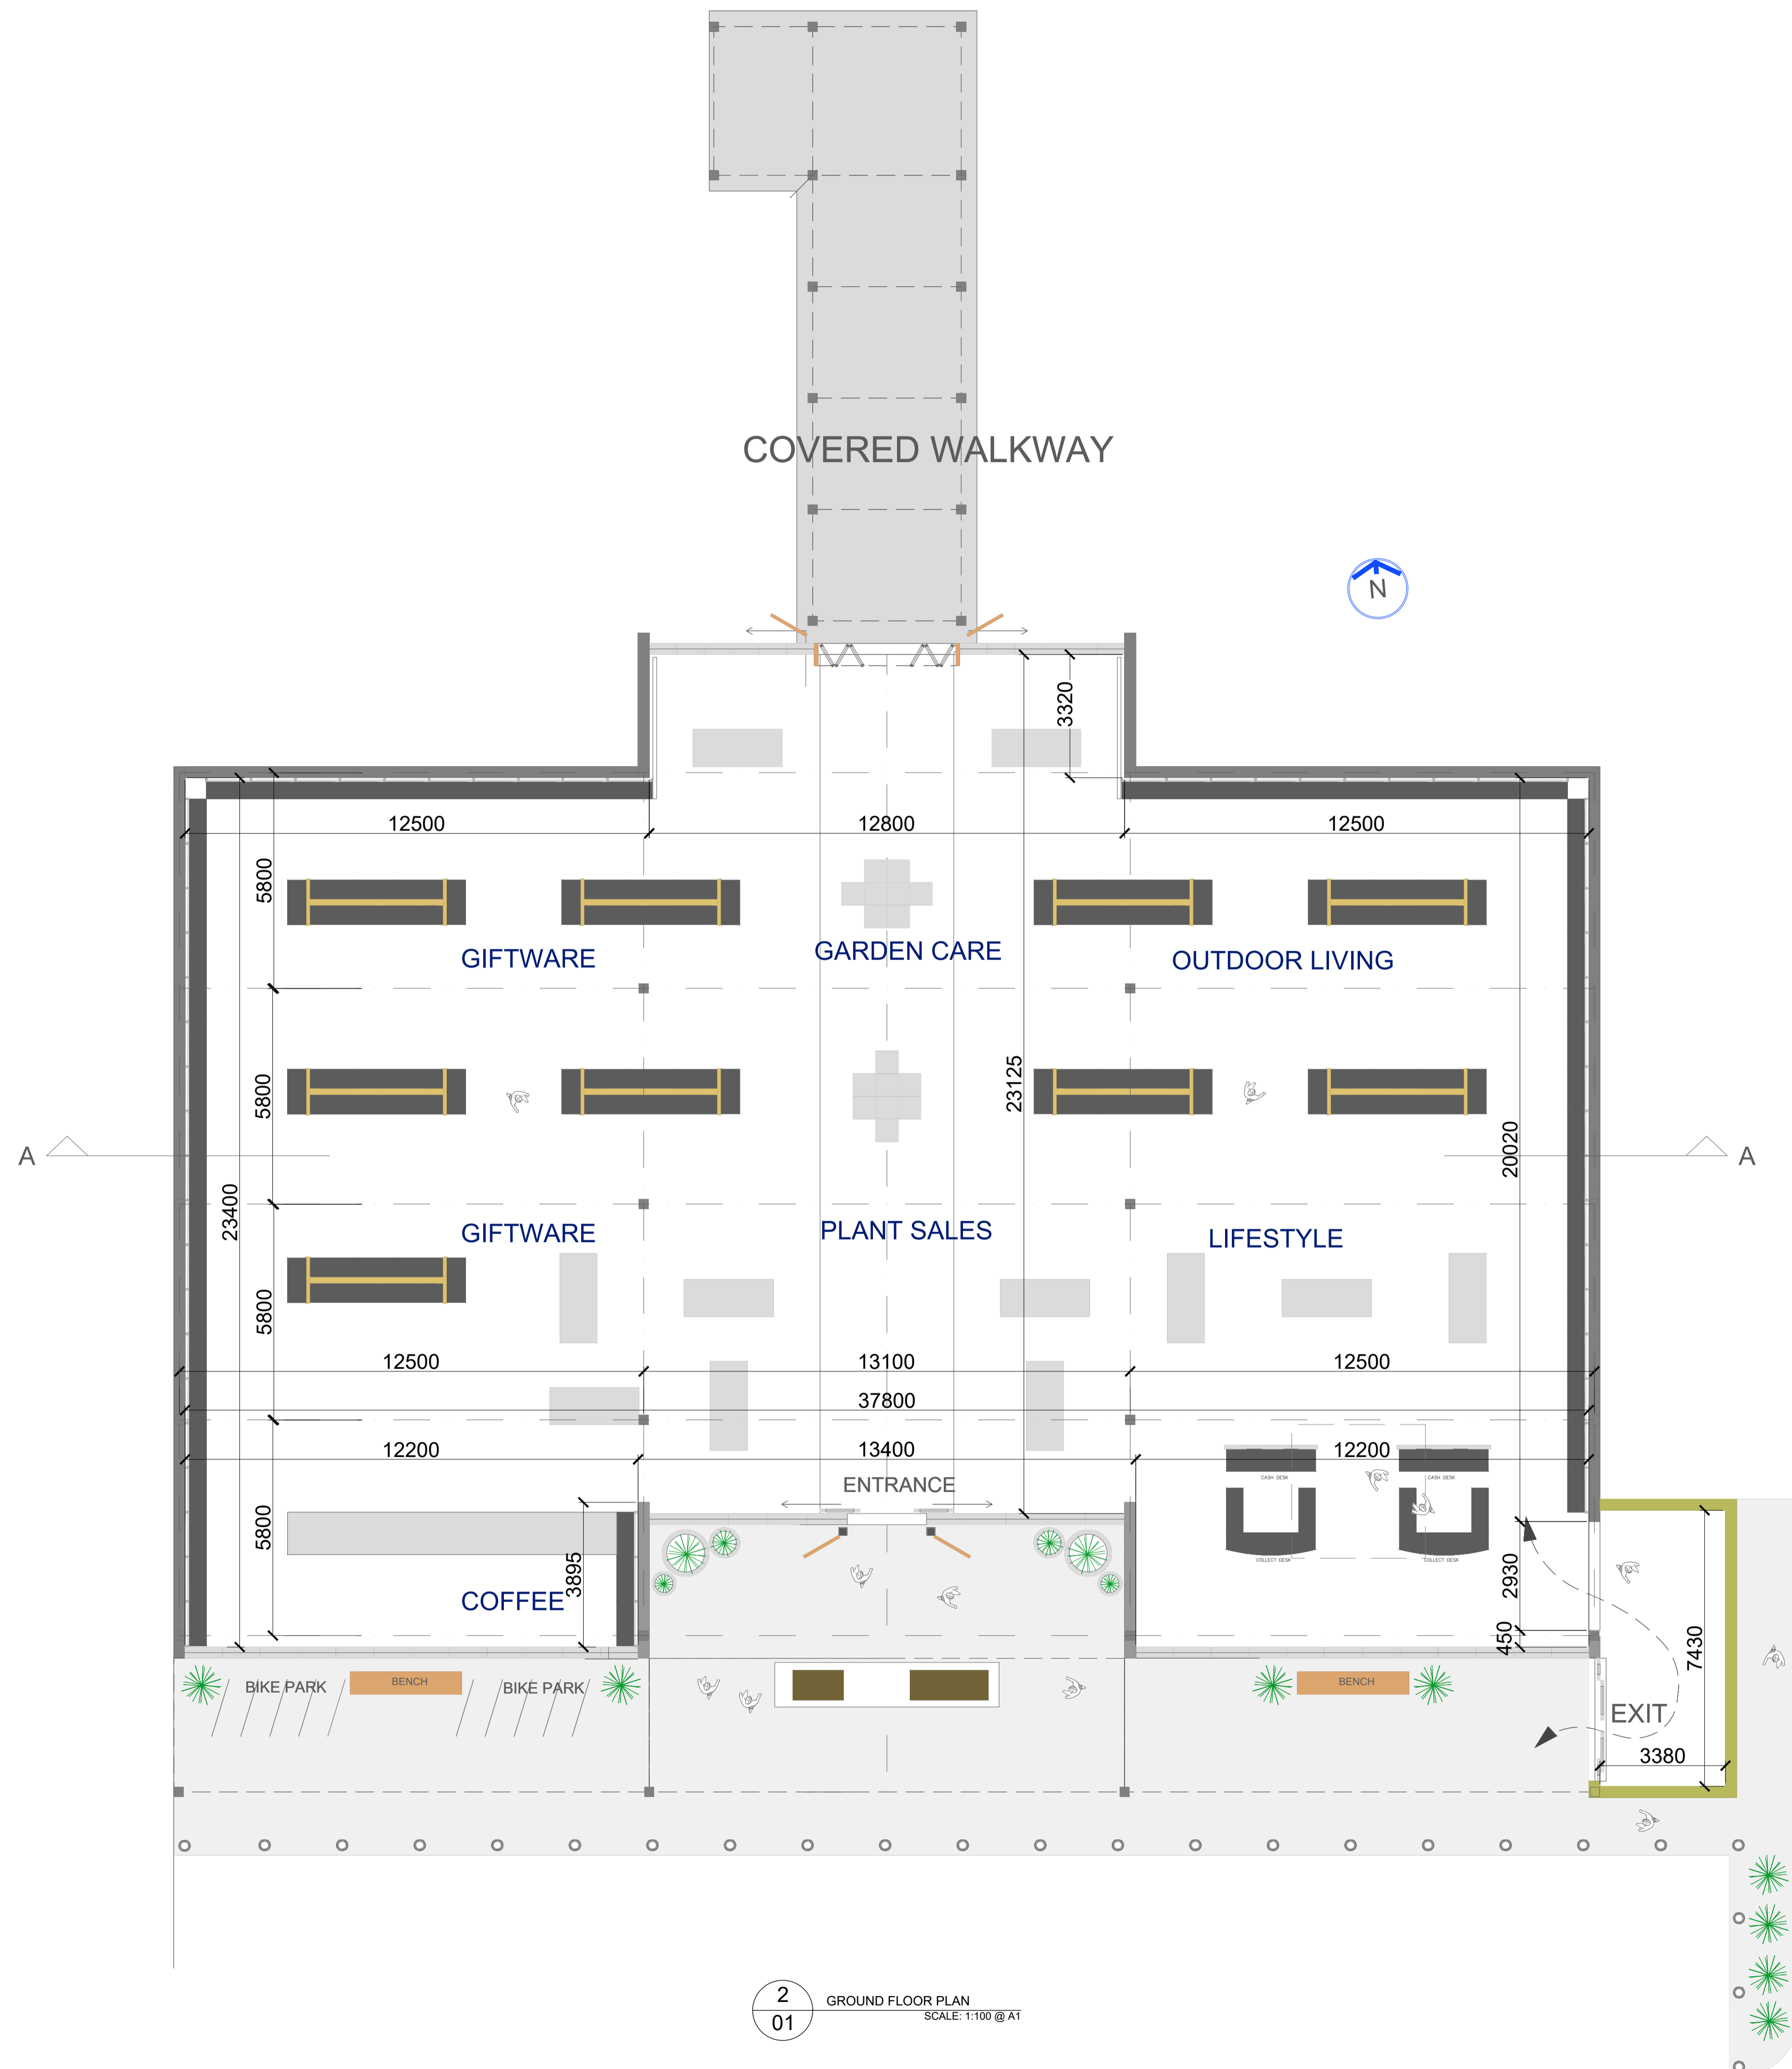 COVERED WALKWAY
N
3320
12500
12800
12500
5800
GIFTWARE
GARDEN CARE
OUTDOOR LIVING
5800
23125
20020
A
A
23400
GIFTWARE
PLANT SALES
LIFESTYLE
5800
12500
13100
12500
37800
12200
13400
12200
ENTRANCE
CASH DESK
CASH DESK
5800
3895
COLLECT DESK
COLLECT DESK
2930
COFFEE
450
7430
BIKE PARK
BENCH
BIKE PARK
BENCH
EXIT
3380
2
01
GROUND FLOOR PLAN
SCALE: 1:100 @ A1